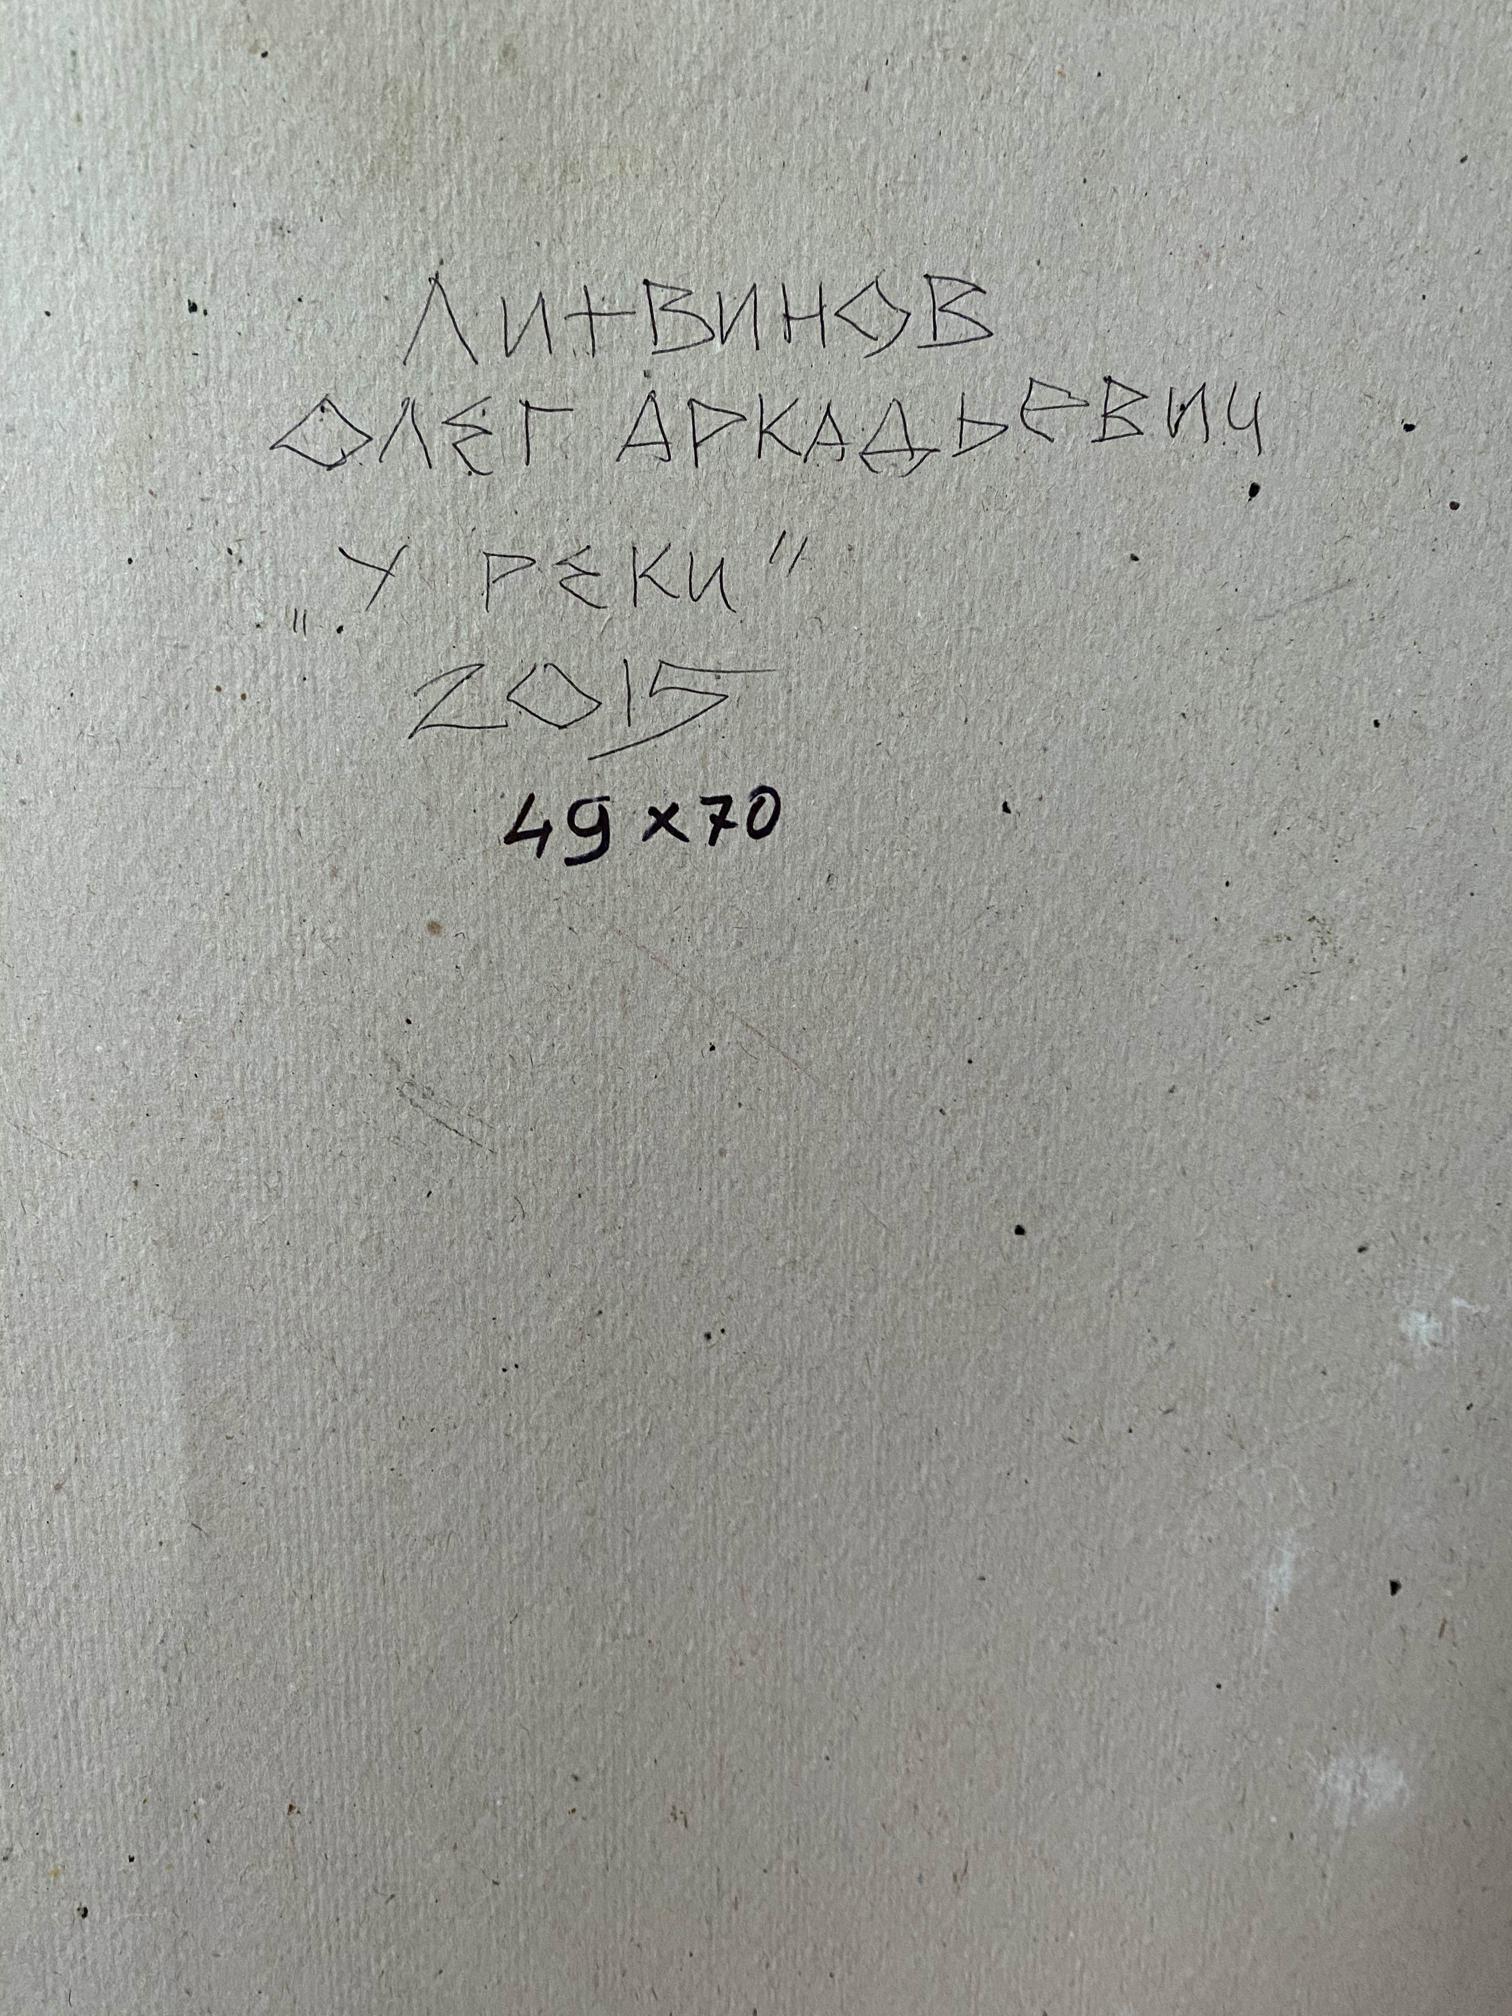 ЛИТВИНОВ
ОЛЕГ АРКАДЬЕВИЧ
„У РЕКИ"
2015
49 х 70